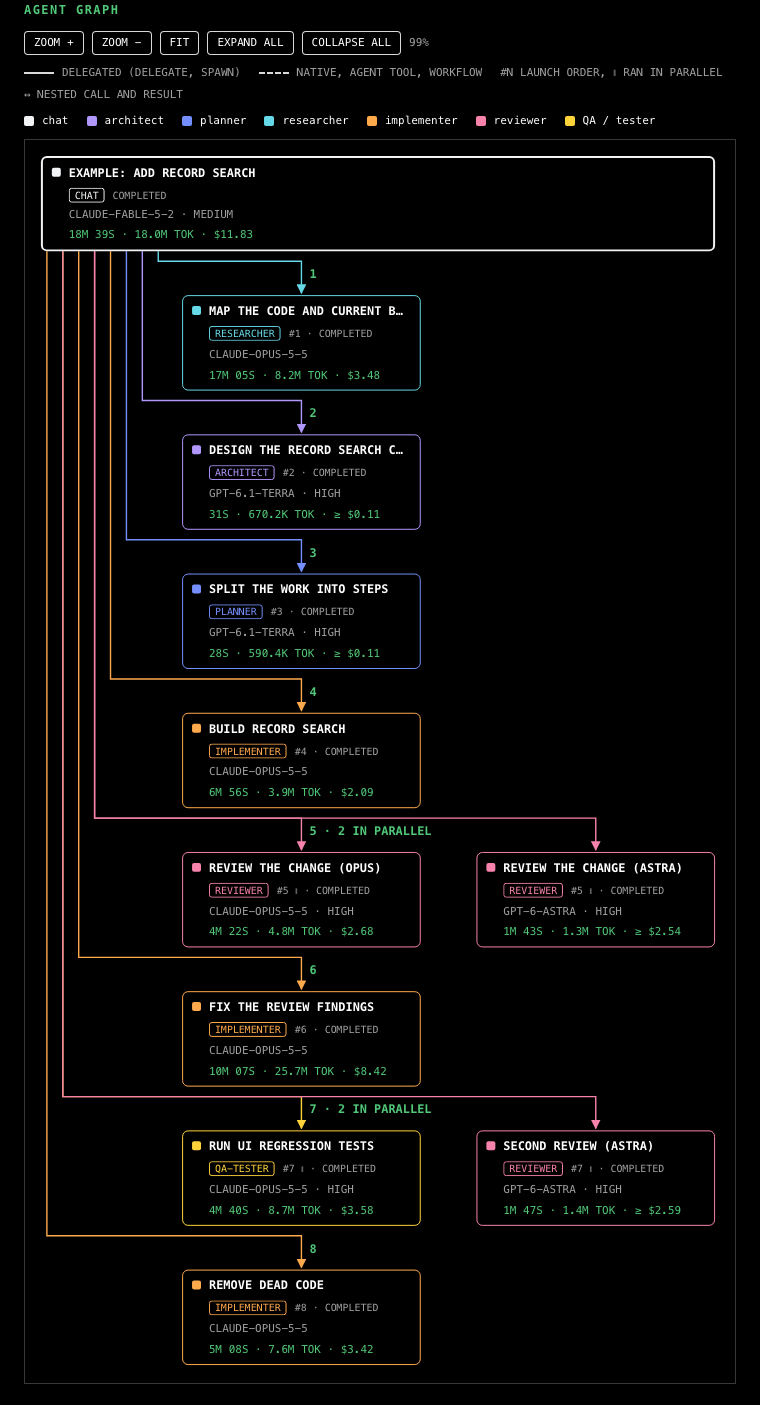 AGENT GRAPH
ZOOM + ZOOM − FIT EXPAND ALL COLLAPSE ALL 99%
DELEGATED (DELEGATE, SPAWN) NATIVE, AGENT TOOL, WORKFLOW #N LAUNCH ORDER, ∥ RAN IN PARALLEL
↔ NESTED CALL AND RESULT
chat architect planner researcher implementer reviewer QA / tester
EXAMPLE: ADD RECORD SEARCH
CHAT COMPLETED
CLAUDE-FABLE-5-2 · MEDIUM
18M 39S · 18.0M TOK · $11.83
1
MAP THE CODE AND CURRENT B…
RESEARCHER #1 · COMPLETED
CLAUDE-OPUS-5-5
17M 05S · 8.2M TOK · $3.48
2
DESIGN THE RECORD SEARCH C…
ARCHITECT #2 · COMPLETED
GPT-6.1-TERRA · HIGH
31S · 670.2K TOK · ≥ $0.11
3
SPLIT THE WORK INTO STEPS
PLANNER #3 · COMPLETED
GPT-6.1-TERRA · HIGH
28S · 590.4K TOK · ≥ $0.11
4
BUILD RECORD SEARCH
IMPLEMENTER #4 · COMPLETED
CLAUDE-OPUS-5-5
6M 56S · 3.9M TOK · $2.09
5 · 2 IN PARALLEL
REVIEW THE CHANGE (OPUS)
REVIEWER #5 ∥ · COMPLETED
CLAUDE-OPUS-5-5 · HIGH
4M 22S · 4.8M TOK · $2.68
REVIEW THE CHANGE (ASTRA)
REVIEWER #5 ∥ · COMPLETED
GPT-6-ASTRA · HIGH
1M 43S · 1.3M TOK · ≥ $2.54
6
FIX THE REVIEW FINDINGS
IMPLEMENTER #6 · COMPLETED
CLAUDE-OPUS-5-5
10M 07S · 25.7M TOK · $8.42
7 · 2 IN PARALLEL
RUN UI REGRESSION TESTS
QA-TESTER #7 ∥ · COMPLETED
CLAUDE-OPUS-5-5 · HIGH
4M 40S · 8.7M TOK · $3.58
SECOND REVIEW (ASTRA)
REVIEWER #7 ∥ · COMPLETED
GPT-6-ASTRA · HIGH
1M 47S · 1.4M TOK · ≥ $2.59
8
REMOVE DEAD CODE
IMPLEMENTER #8 · COMPLETED
CLAUDE-OPUS-5-5
5M 08S · 7.6M TOK · $3.42